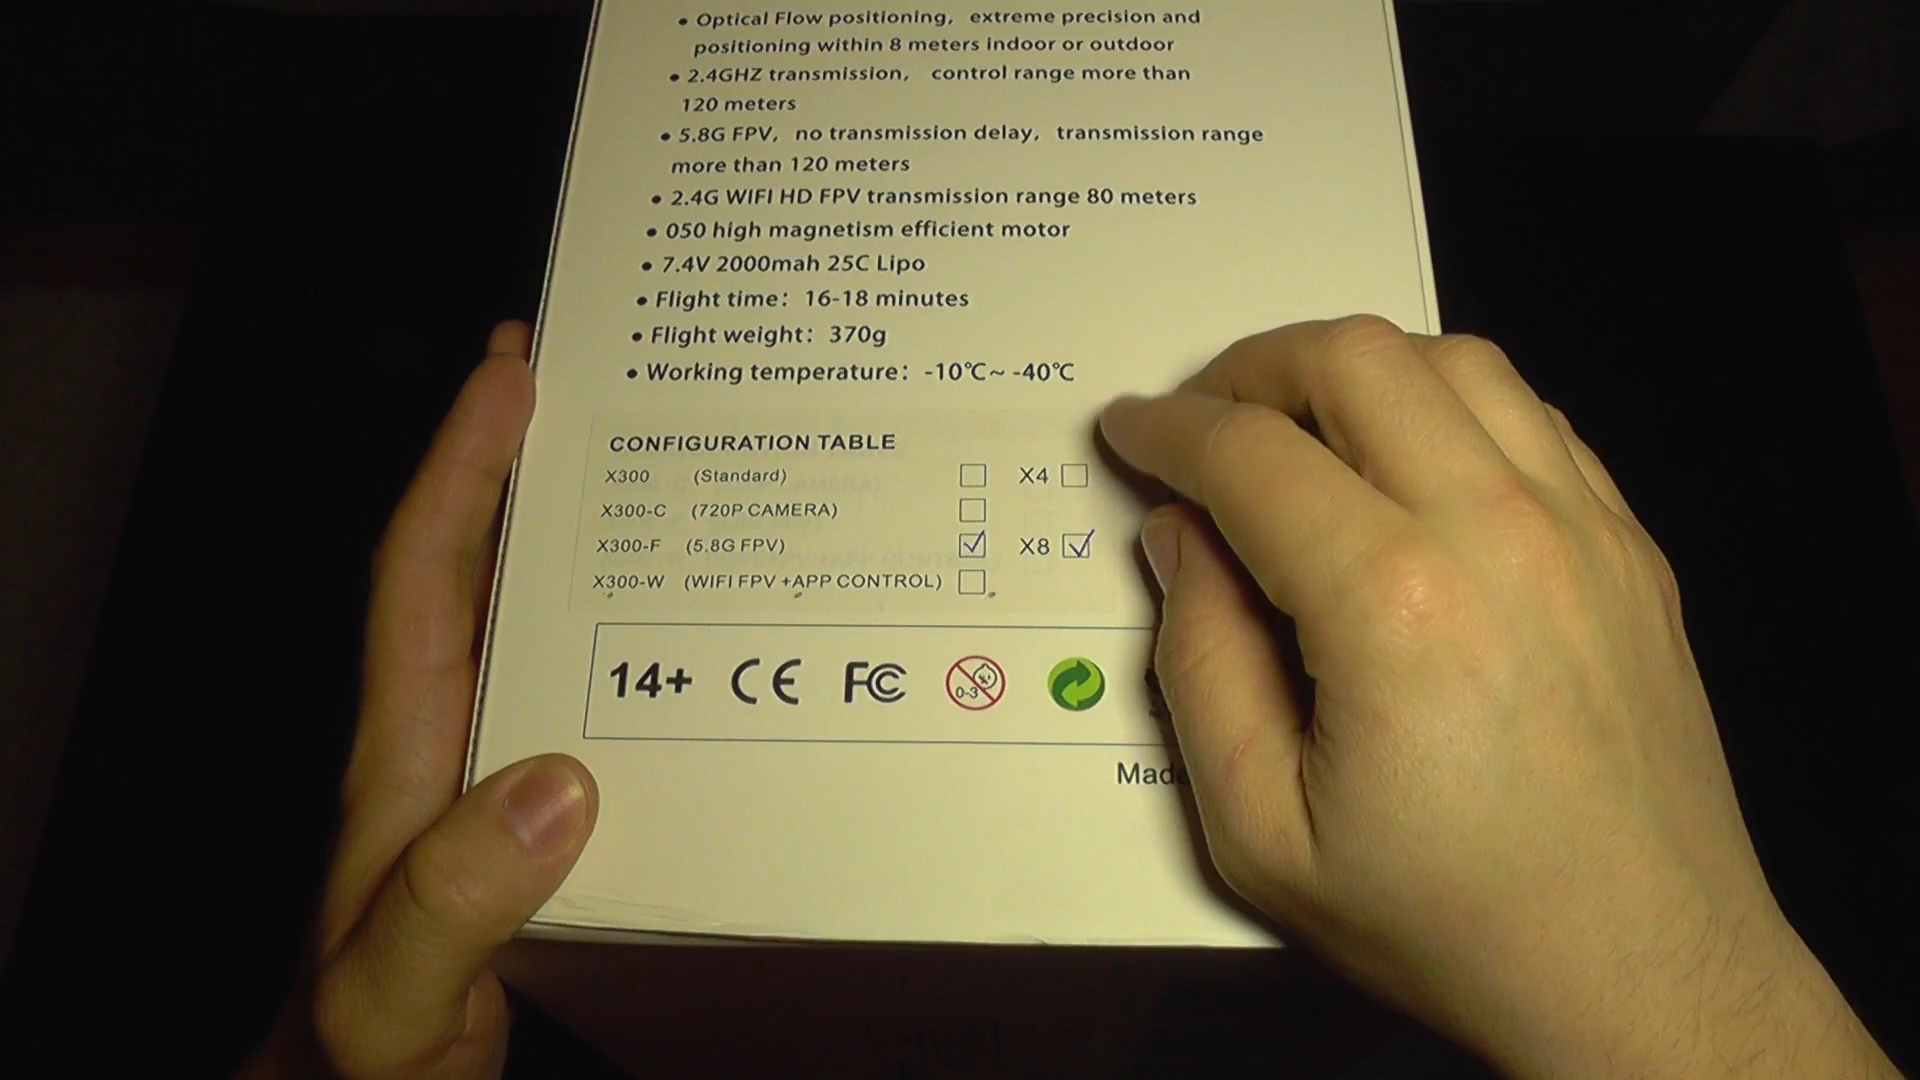 • Optical Flow positioning, extreme precision and
positioning within 8 meters indoor or outdoor
• 2.4GHZ transmission, control range more than
120 meters
• 5.8G FPV, no transmission delay, transmission range
more than 120 meters
• 2.4G WIFI HD FPV transmission range 80 meters
• 050 high magnetism efficient motor
• 7.4V 2000mah 25C Lipo
• Flight time: 16-18 minutes
• Flight weight: 370g
• Working temperature: -10℃~ -40℃
CONFIGURATION TABLE
X300 (Standard) ☐ X4 ☐
X300-C (720P CAMERA) ☐
X300-F (5.8G FPV) ☑ X8 ☑
X300-W (WIFI FPV +APP CONTROL) ☐
14+ CE FC 0-3
Made